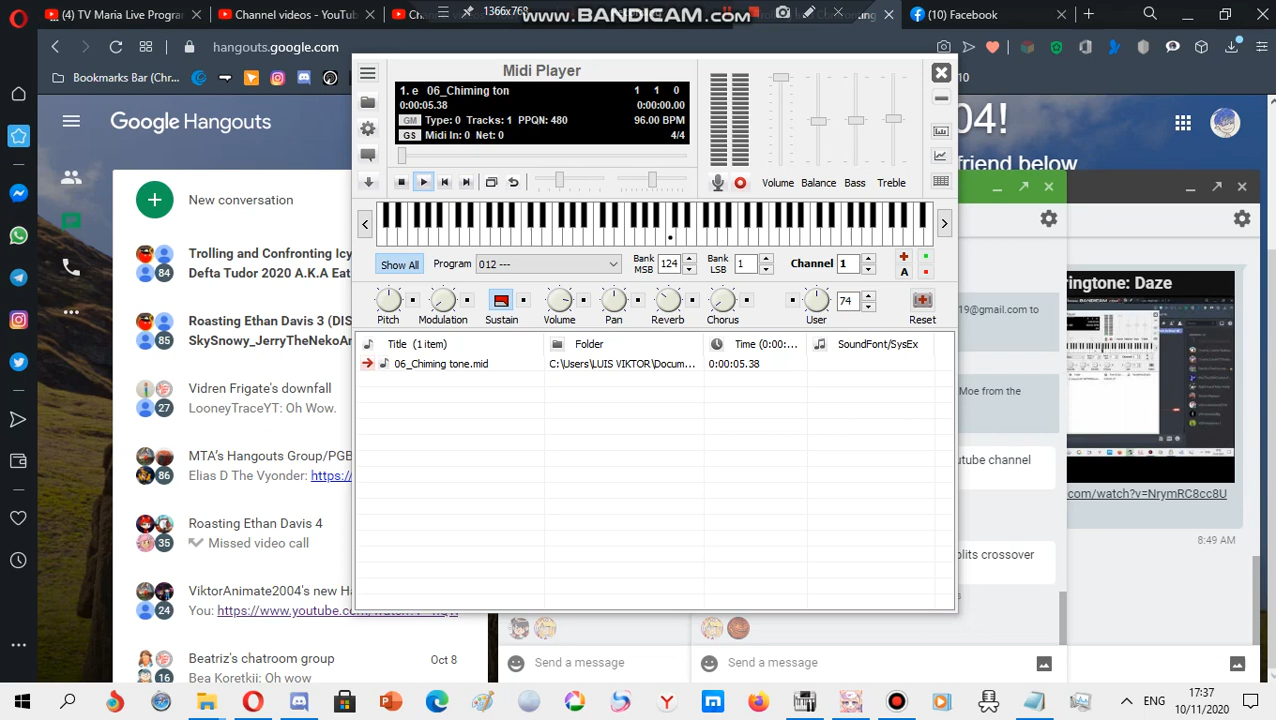 (2) TV Maria Live Progra
Channel videos - YouTu
1366x768
www.BANDICAM.com
(10) Facebook
hangouts.google.com
Bookmarks Bar (Chr...
Google Hangouts
04!
friend below
New conversation
Trolling and Confronting Icy
84 Defta Tudor 2020 A.K.A Eat
Roasting Ethan Davis 3 (DIS
85 SkySnowy_JerryTheNekoAr
Vidren Frigate's downfall
27 LooneyTraceYT: Oh Wow.
MTA's Hangouts Group/PGB
86 Elias D The Vyonder: https:/
Roasting Ethan Davis 4
35 Missed video call
ViktorAnimate2004's new Ha
24
Beatriz's chatroom group Oct 8
16 Bea Koretkii: Oh wow
Midi Player
1. e 06_Chiming ton 1 1 0
0:00:05.38 0:00:00.00
GM Type: 0 Tracks: 1 PPQN: 480 96.00 BPM
GS Midi In: 0 Net: 0 4/4
Volume Balance Bass Treble
Show All Program 012 --- Bank MSB 124 Bank LSB 1 Channel 1 A
74
Pitch Modulation Sustain Volume Pan Reverb Chorus User Reset
Title (1 item) Folder Time (0:00:... SoundFont/SysEx
06_Chiming tone.mid C:\Users\LUIS VIKTOR\Docum... 0:00:05.38
ingtone: Daze
19@gmail.com to
Moe from the
utube channel
.com/watch?v=NrymRC8cc8U
8:49 AM
plits crossover
Send a message
Send a message
ENG
17:37
10/11/2020